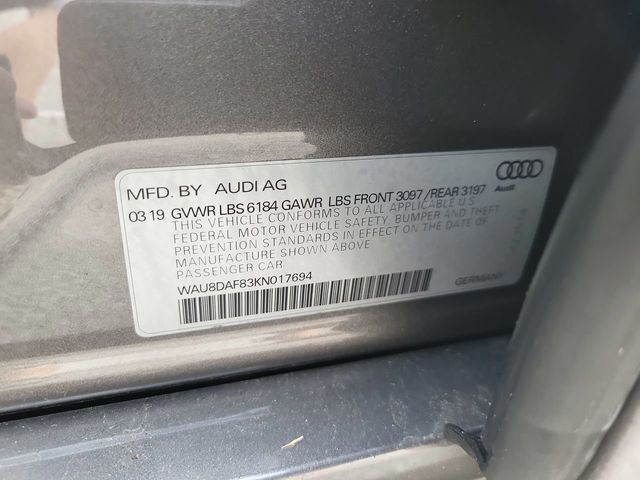 MFD. BY AUDI AG
Audi
03 19 GVWR LBS 6184 GAWR LBS FRONT 3097 /REAR 3197
THIS VEHICLE CONFORMS TO ALL APPLICABLE U.S.
FEDERAL MOTOR VEHICLE SAFETY, BUMPER AND THEFT
PREVENTION STANDARDS IN EFFECT ON THE DATE OF
MANUFACTURE SHOWN ABOVE
PASSENGER CAR
WAU8DAF83KN017694
GERMANY